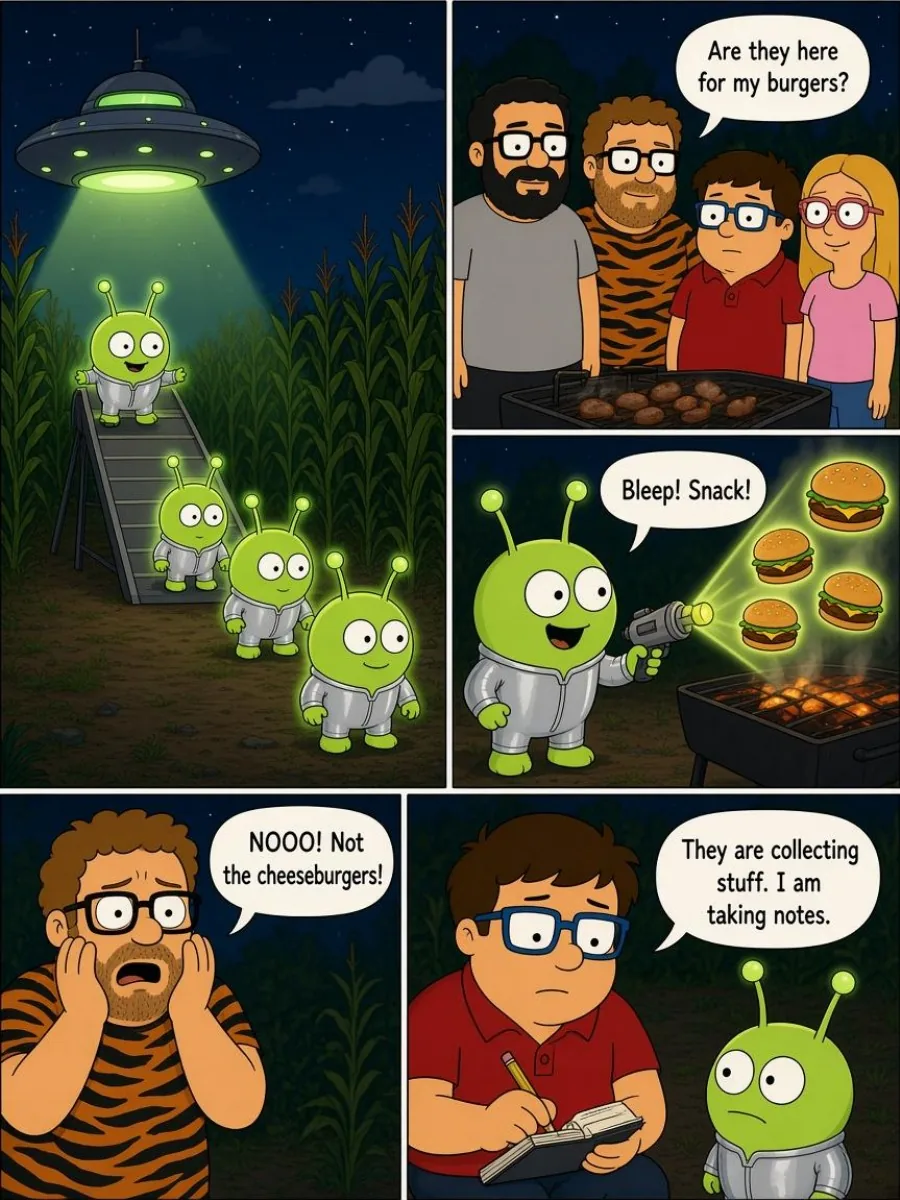 Are they here
for my burgers?
Bleep! Snack!
NOOO! Not
the cheeseburgers!
They are collecting
stuff. I am
taking notes.